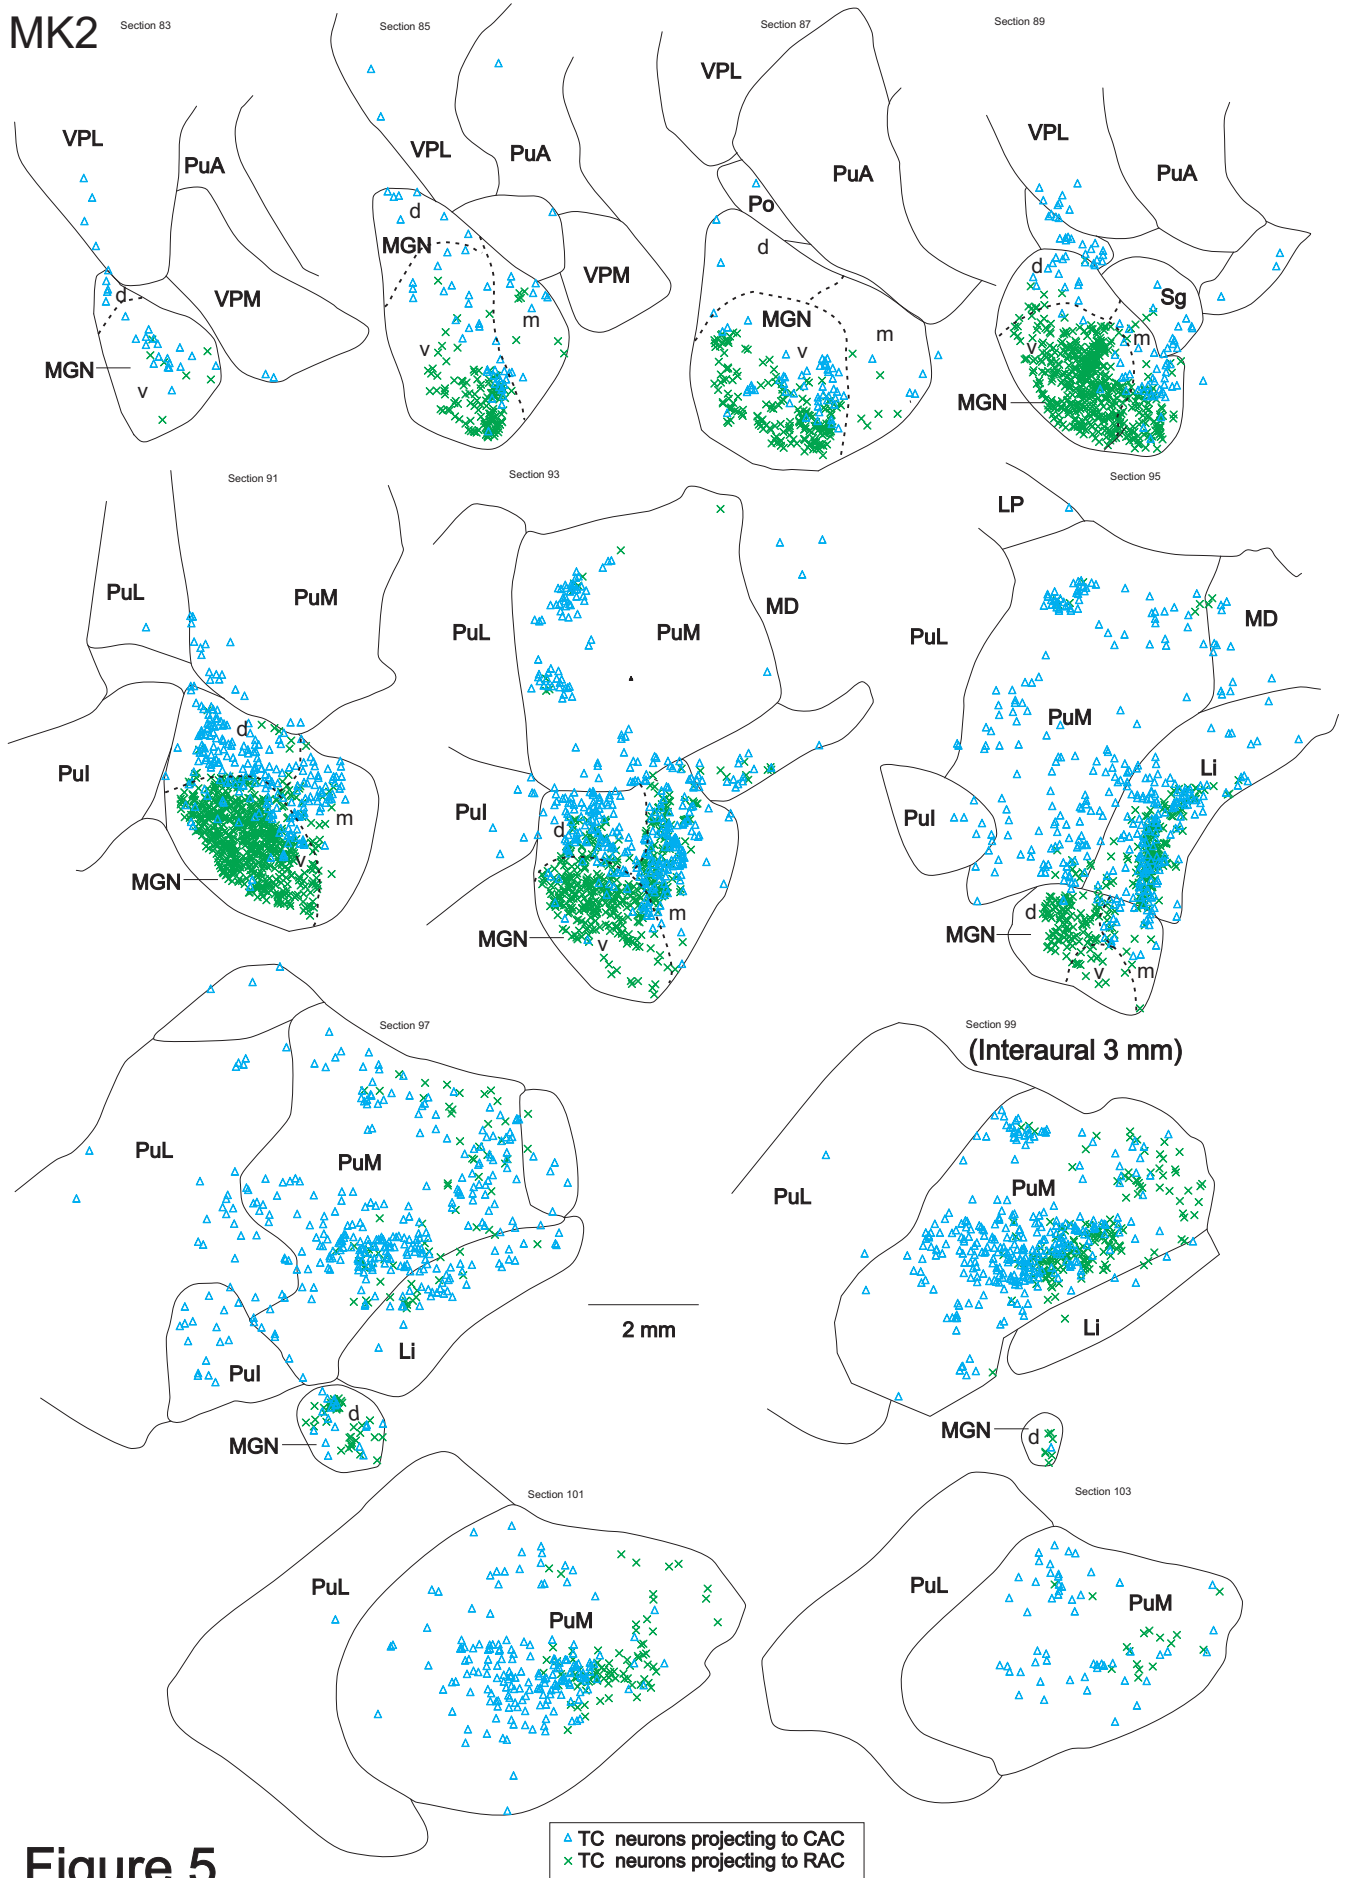 MK2
Section 83
Section 85
Section 87
Section 89
VPL
PuA
d
VPM
MGN
v
VPL
PuA
d
MGN
VPM
m
v
VPL
PuA
Po
d
MGN
m
v
VPL
PuA
d
Sg
m
v
MGN
Section 91
Section 93
Section 95
PuL
PuM
d
PuI
m
v
MGN
PuL
PuM
MD
PuI
d
m
MGN
v
LP
PuL
MD
PuM
Li
PuI
d
MGN
v
m
Section 97
PuL
PuM
Li
PuI
d
MGN
Section 99
(Interaural 3 mm)
PuL
PuM
Li
MGN
d
2 mm
Section 101
PuL
PuM
Section 103
PuL
PuM
TC neurons projecting to CAC
TC neurons projecting to RAC
Figure 5